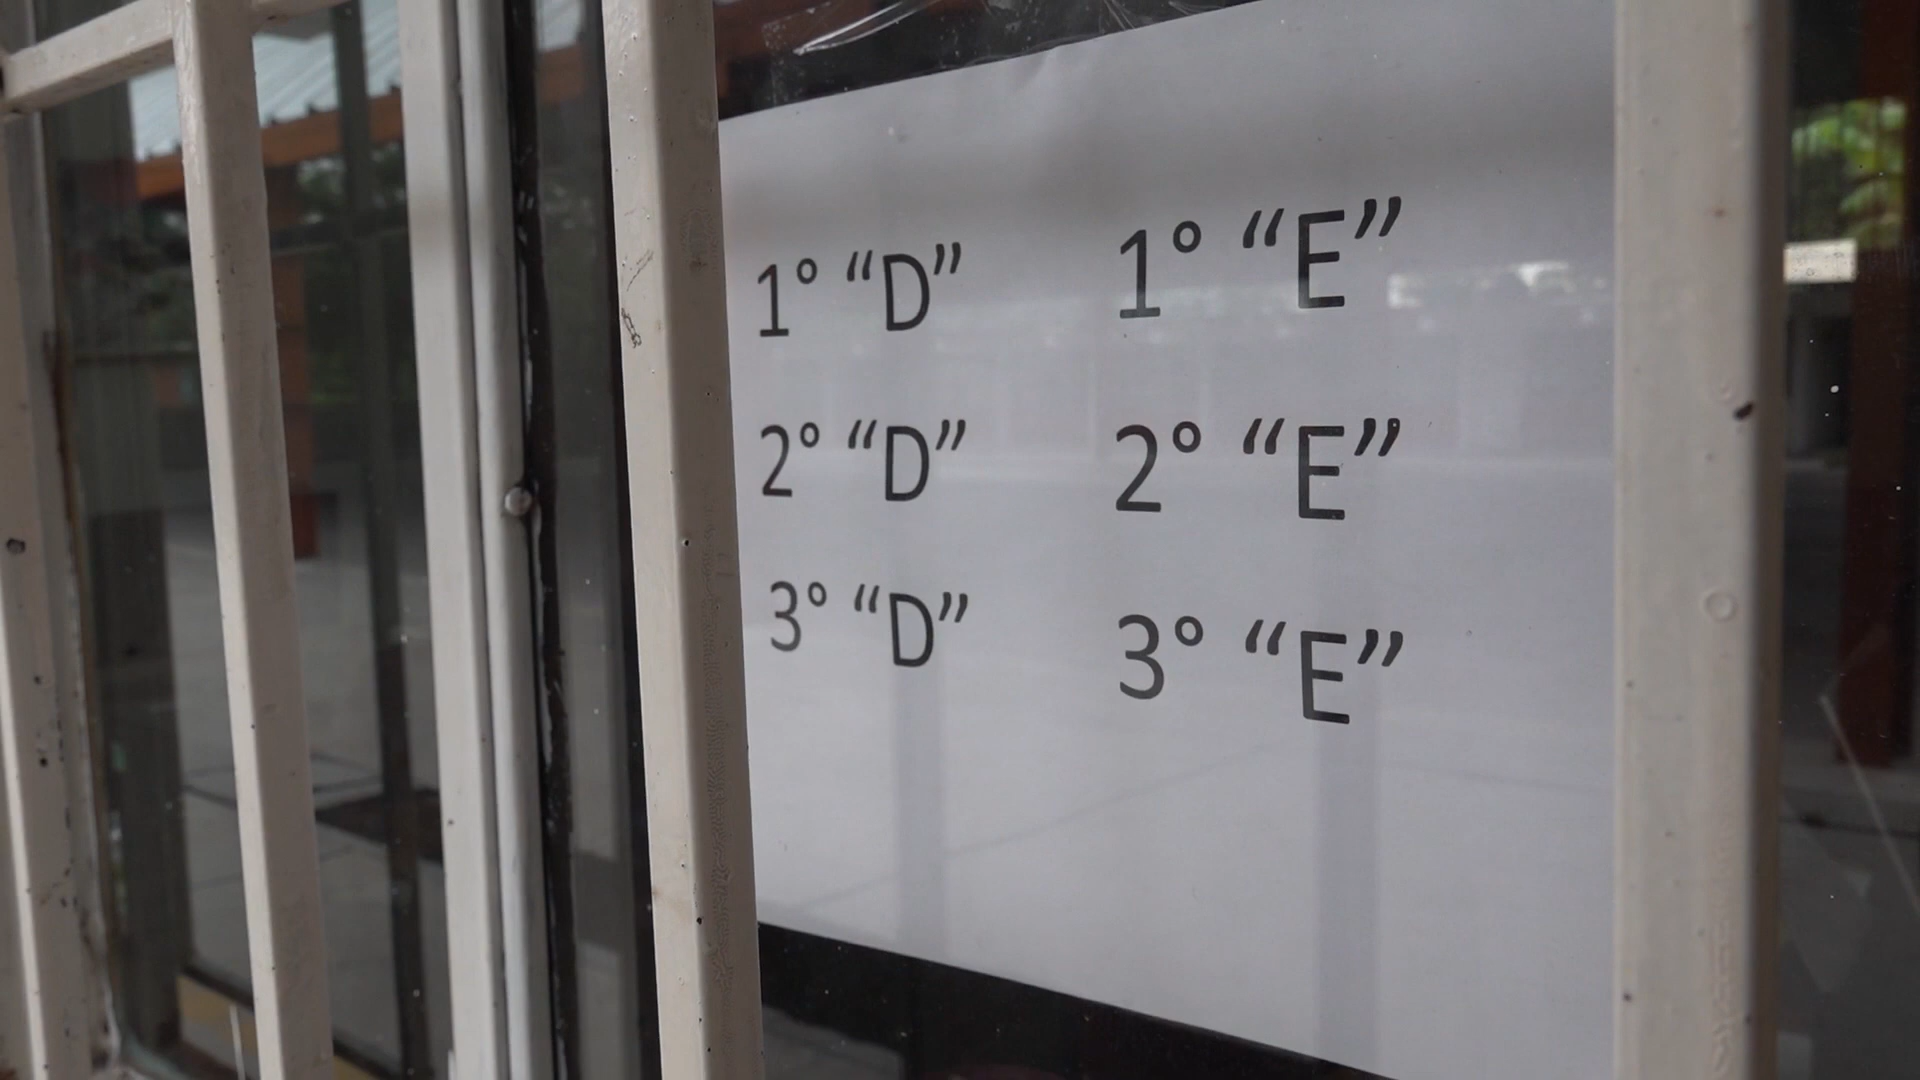 1° “D” 1° “E”
2° “D” 2° “E”
3° “D” 3° “E”